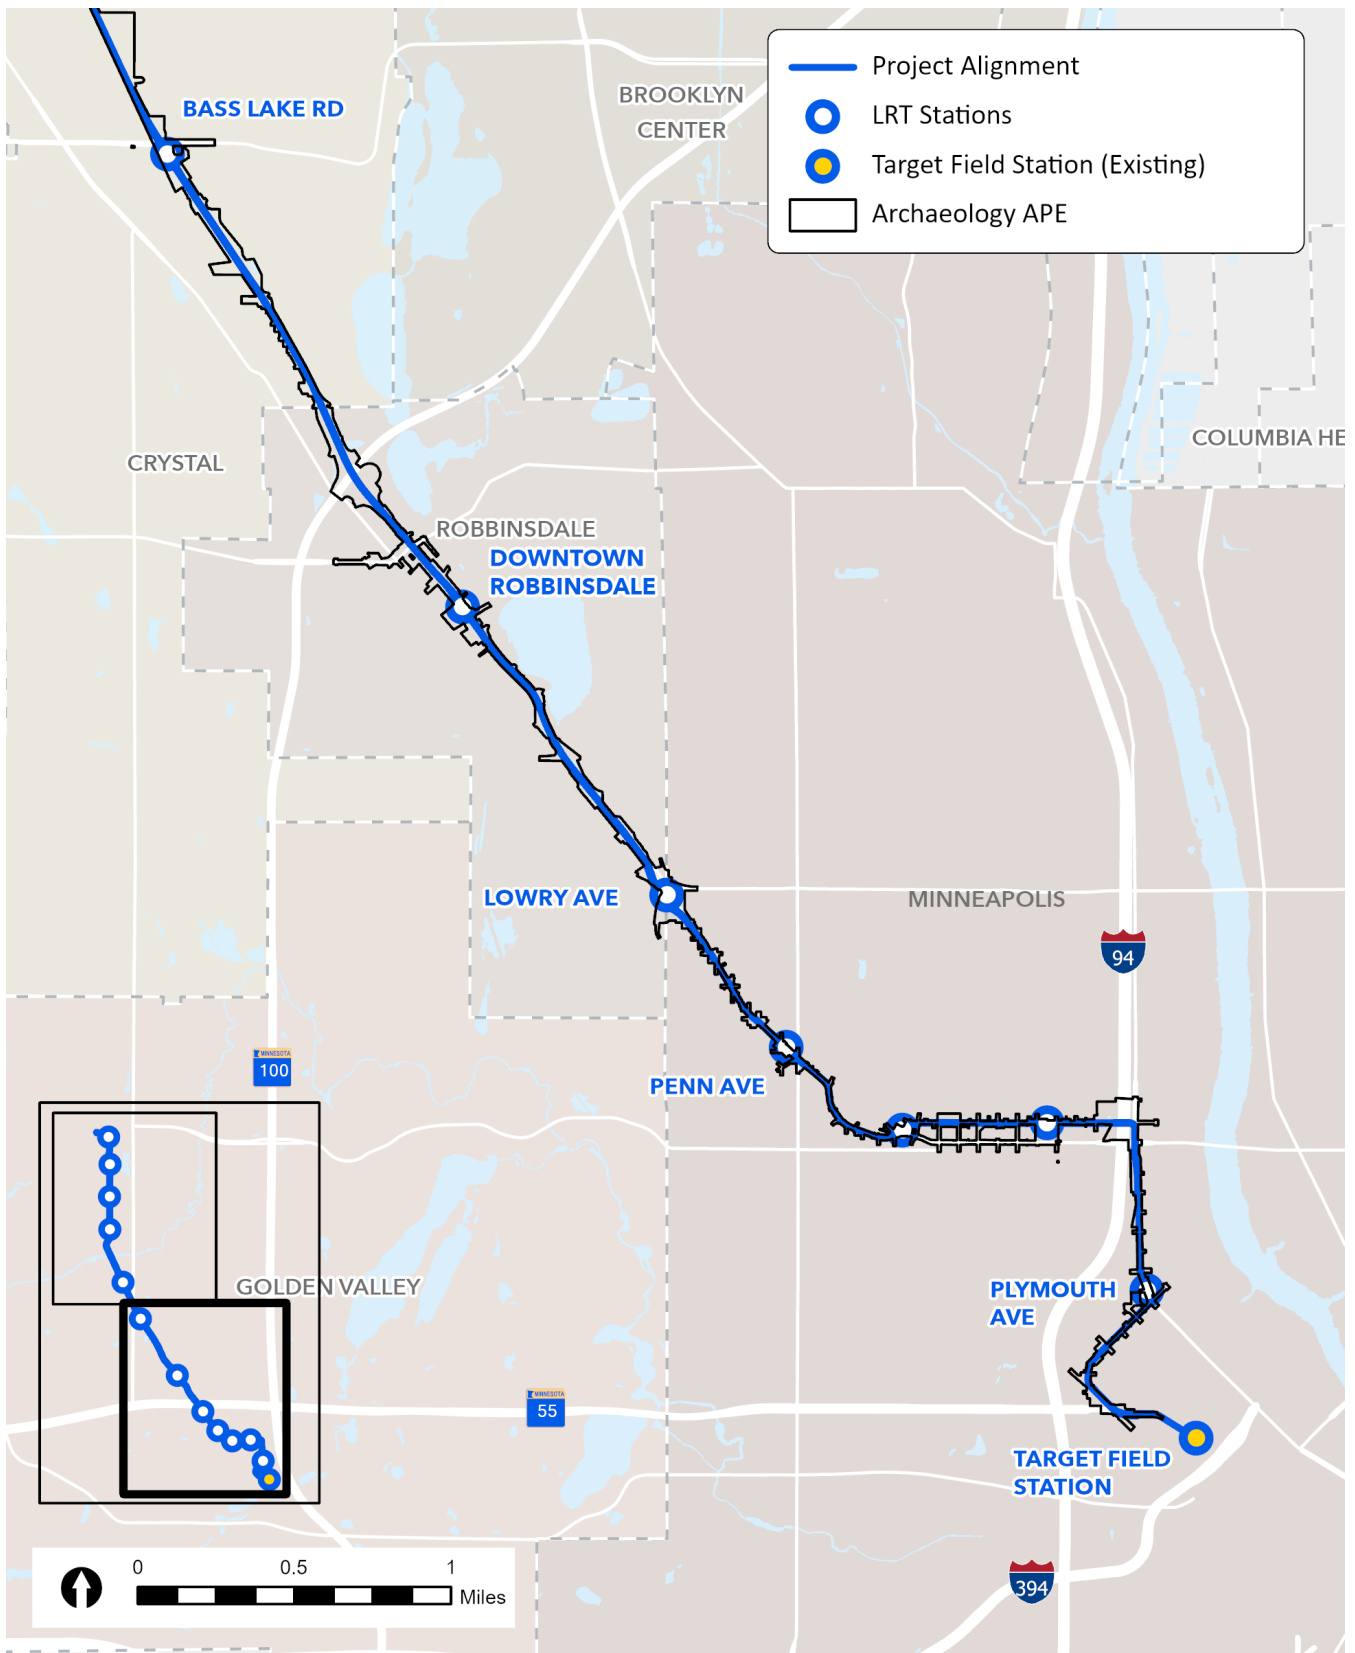 BASS LAKE RD
BROOKLYN
CENTER
Project Alignment
LRT Stations
Target Field Station (Existing)
Archaeology APE
COLUMBIA HE
CRYSTAL
ROBBINSDALE
DOWNTOWN
ROBBINSDALE
LOWRY AVE
MINNEAPOLIS
94
MINNESOTA
100
PENN AVE
GOLDEN VALLEY
PLYMOUTH
AVE
MINNESOTA
55
TARGET FIELD
STATION
0 0.5 1
Miles
394